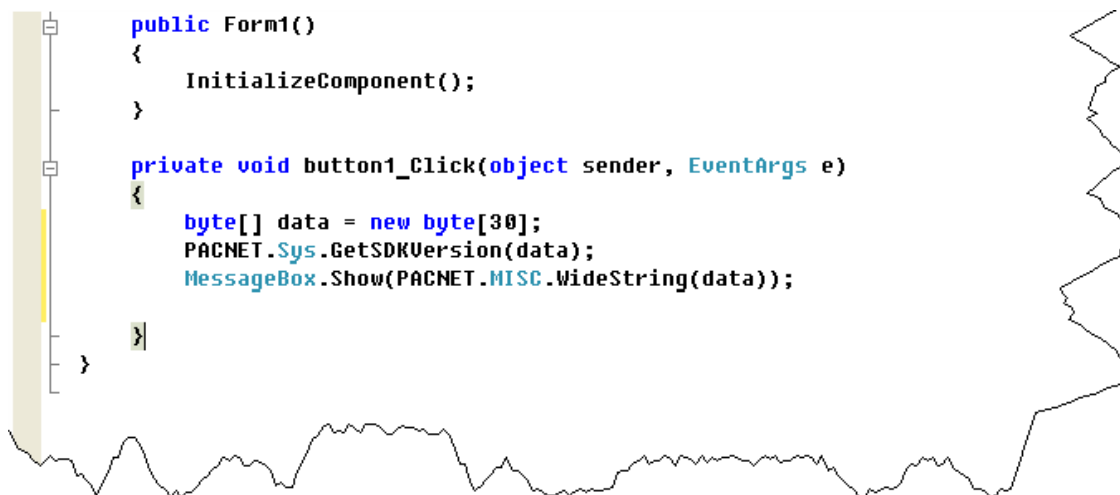 public Form1()
{
InitializeComponent();
}
private void button1_Click(object sender, EventArgs e)
{
byte[] data = new byte[30];
PACNET.Sys.GetSDKVersion(data);
MessageBox.Show(PACNET.MISC.WideString(data));
}
}